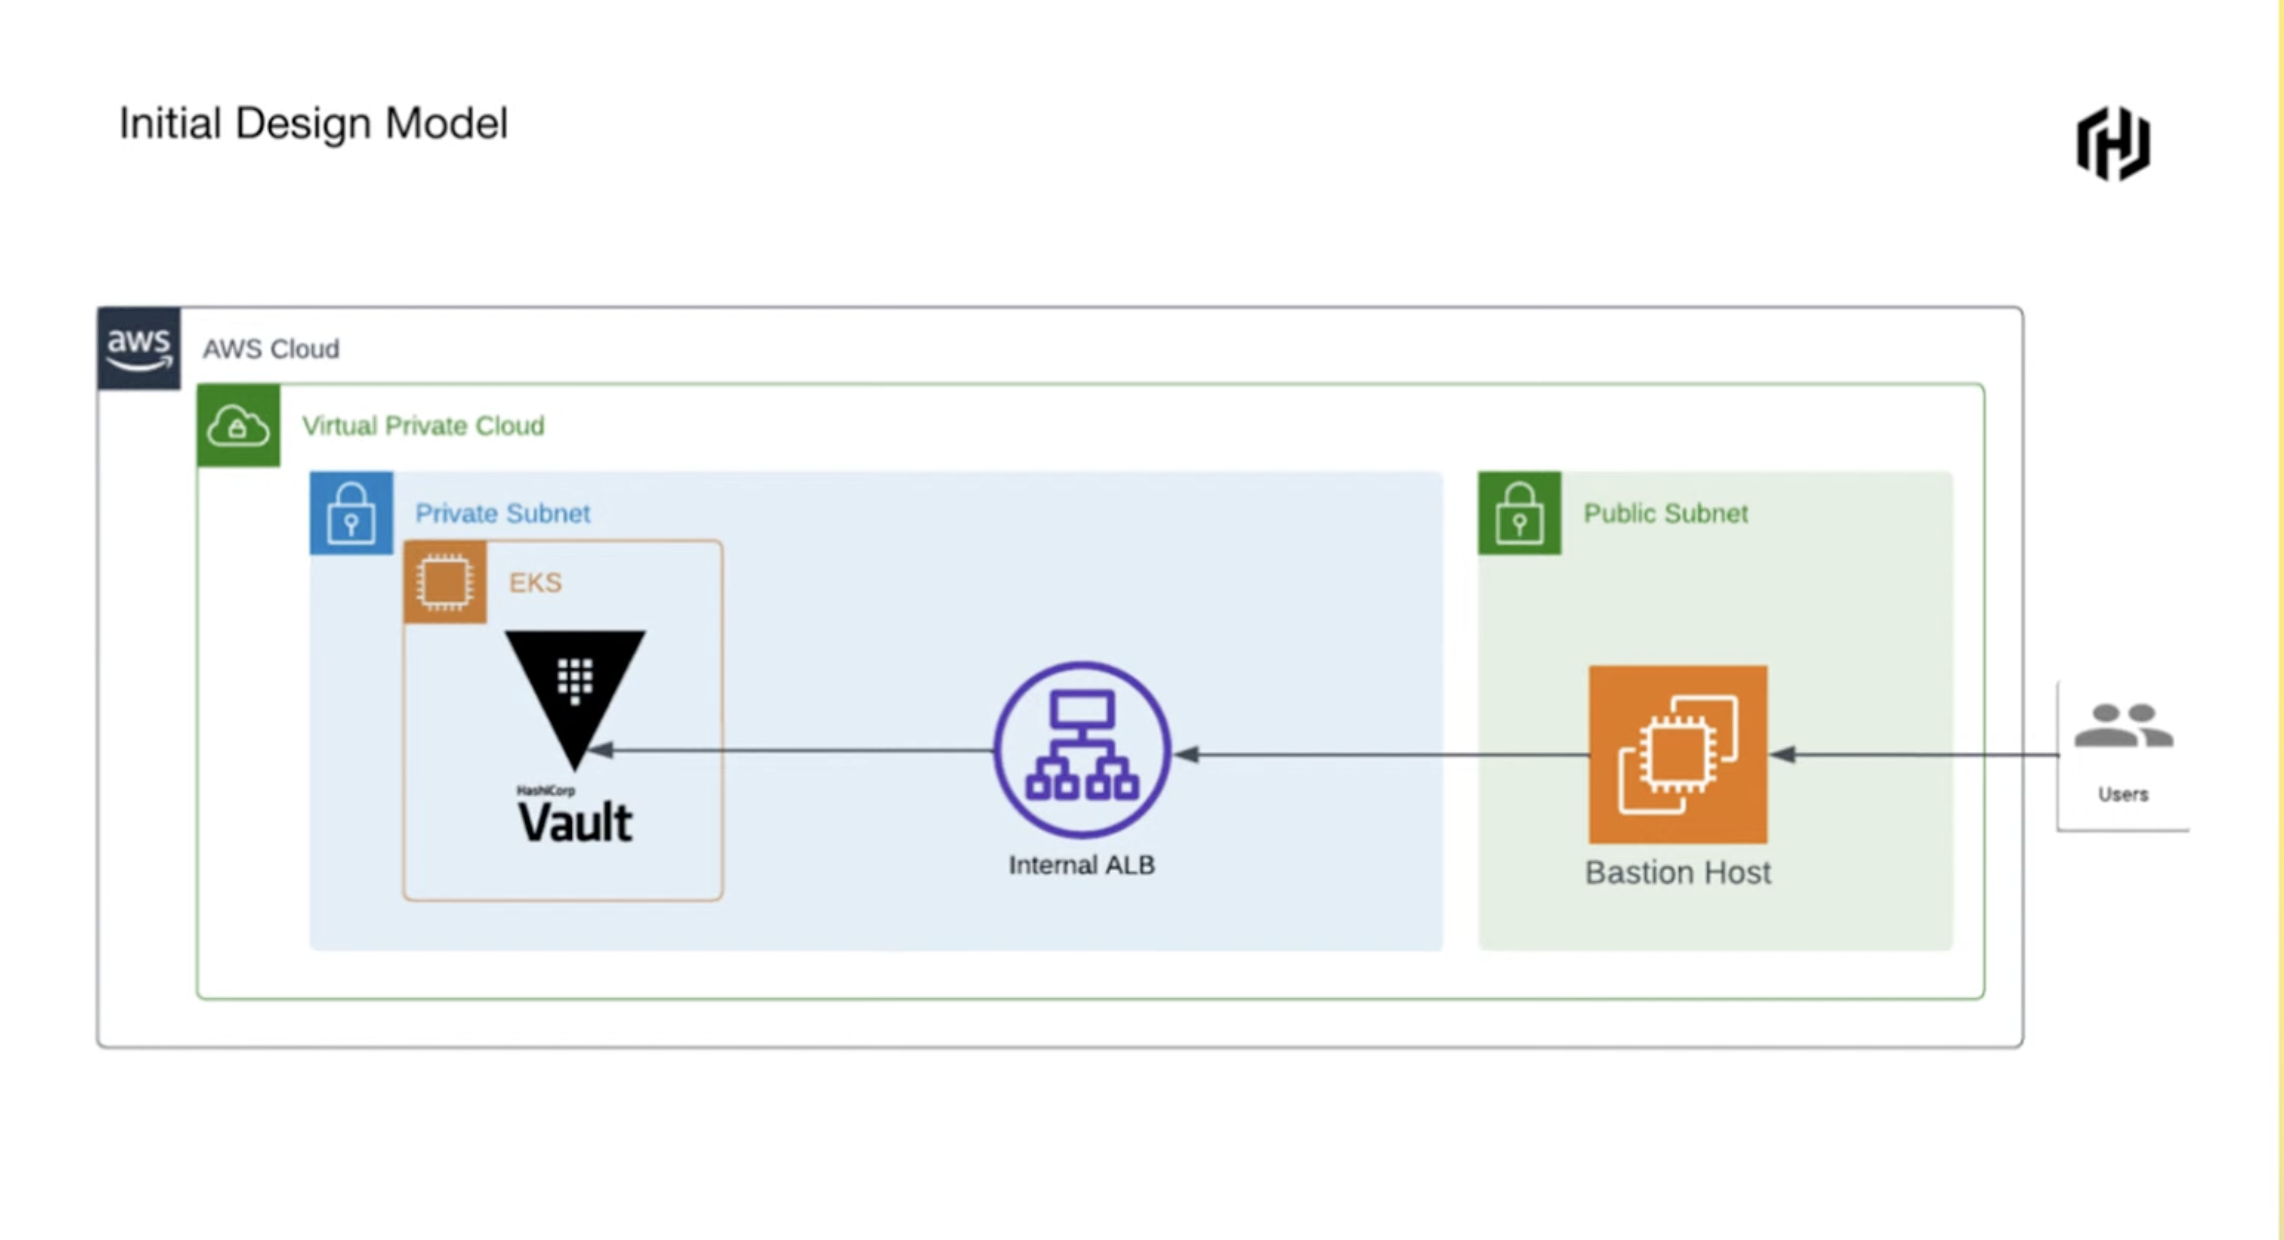 Initial Design Model
aws
AWS Cloud
Virtual Private Cloud
Private Subnet
Public Subnet
EKS
HashiCorp
Vault
Internal ALB
Bastion Host
Users